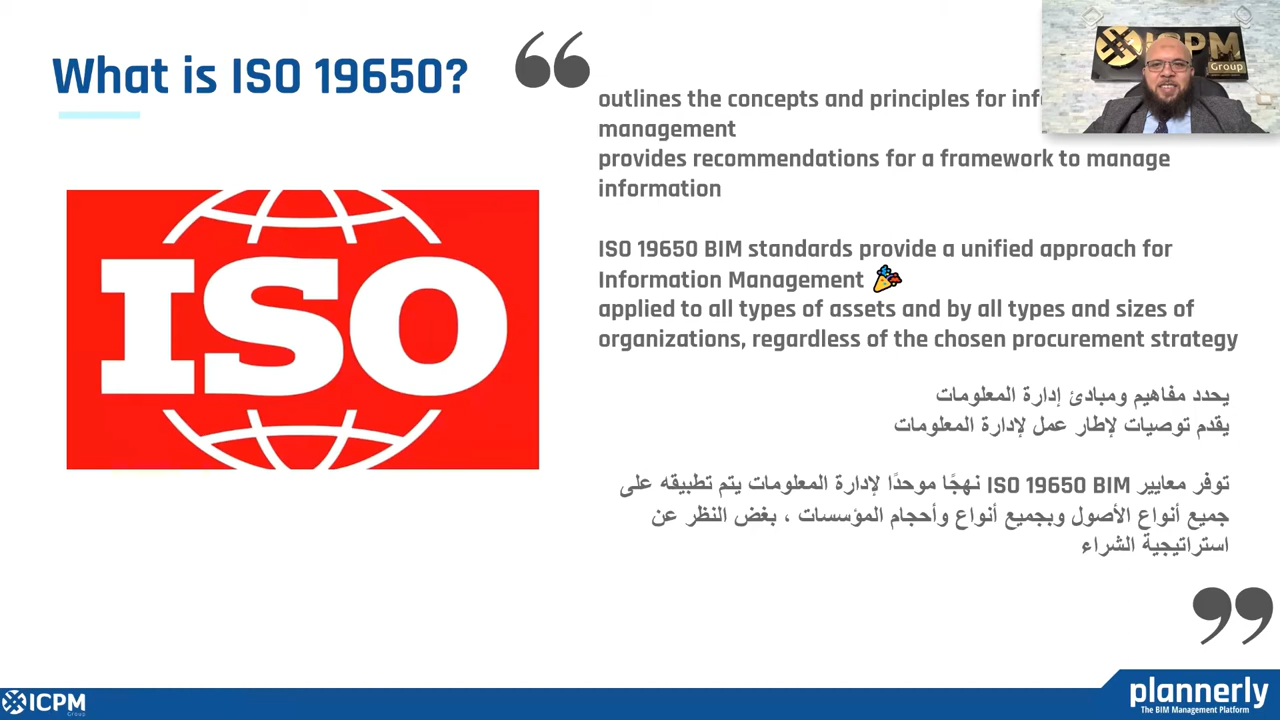 What is ISO 19650?
“
outlines the concepts and principles for
management
provides recommendations for a framework to manage
information
ISO 19650 BIM standards provide a unified approach for
Information Management 🎉
applied to all types of assets and by all types and sizes of
organizations, regardless of the chosen procurement strategy
يحدد مفاهيم ومبادئ إدارة المعلومات
يقدم توصيات لإطار عمل لإدارة المعلومات
توفر معايير ISO 19650 BIM نهجًا موحدًا لإدارة المعلومات يتم تطبيقه على
جميع أنواع الأصول وبجميع أنواع وأحجام المؤسسات ، بغض النظر عن
استراتيجية الشراء
”
ISO
ICPM
Group
ICPM
Group
plannerly
The BIM Management Platform